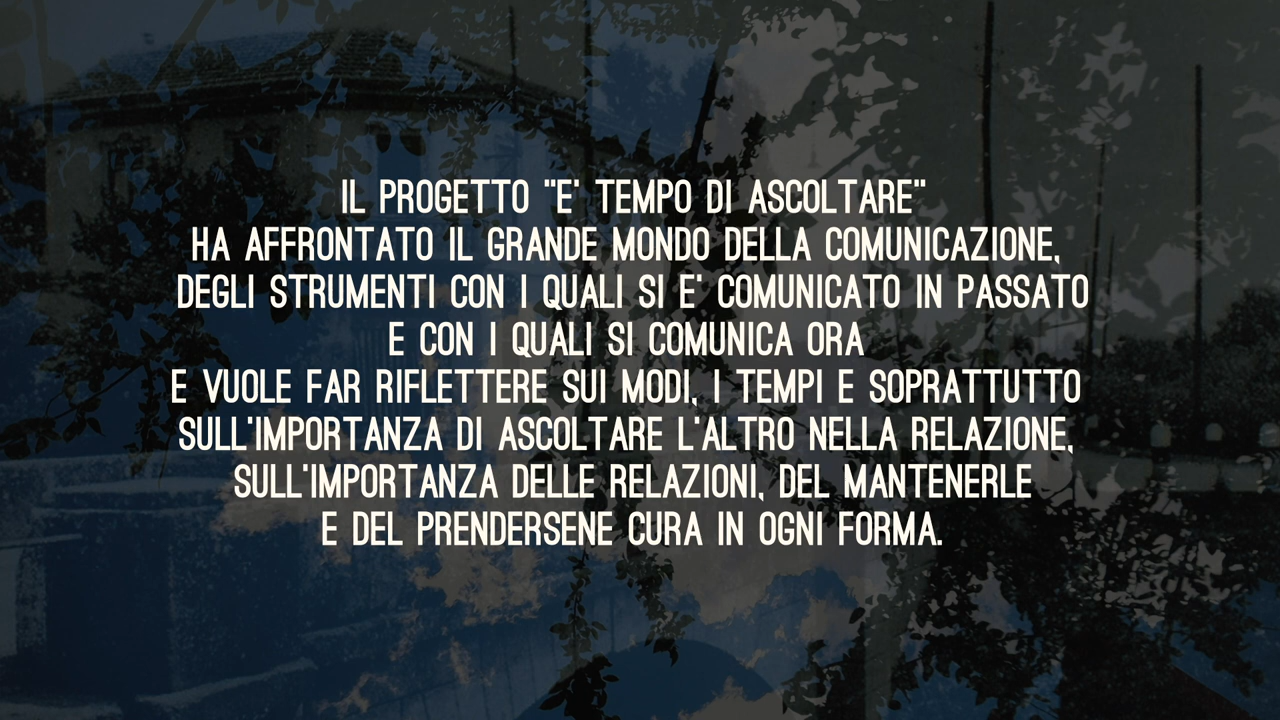 IL PROGETTO "E' TEMPO DI ASCOLTARE"
HA AFFRONTATO IL GRANDE MONDO DELLA COMUNICAZIONE,
DEGLI STRUMENTI CON I QUALI SI E' COMUNICATO IN PASSATO
E CON I QUALI SI COMUNICA ORA
E VUOLE FAR RIFLETTERE SUI MODI, I TEMPI E SOPRATTUTTO
SULL'IMPORTANZA DI ASCOLTARE L'ALTRO NELLA RELAZIONE,
SULL'IMPORTANZA DELLE RELAZIONI, DEL MANTENERLE
E DEL PRENDERSENE CURA IN OGNI FORMA.